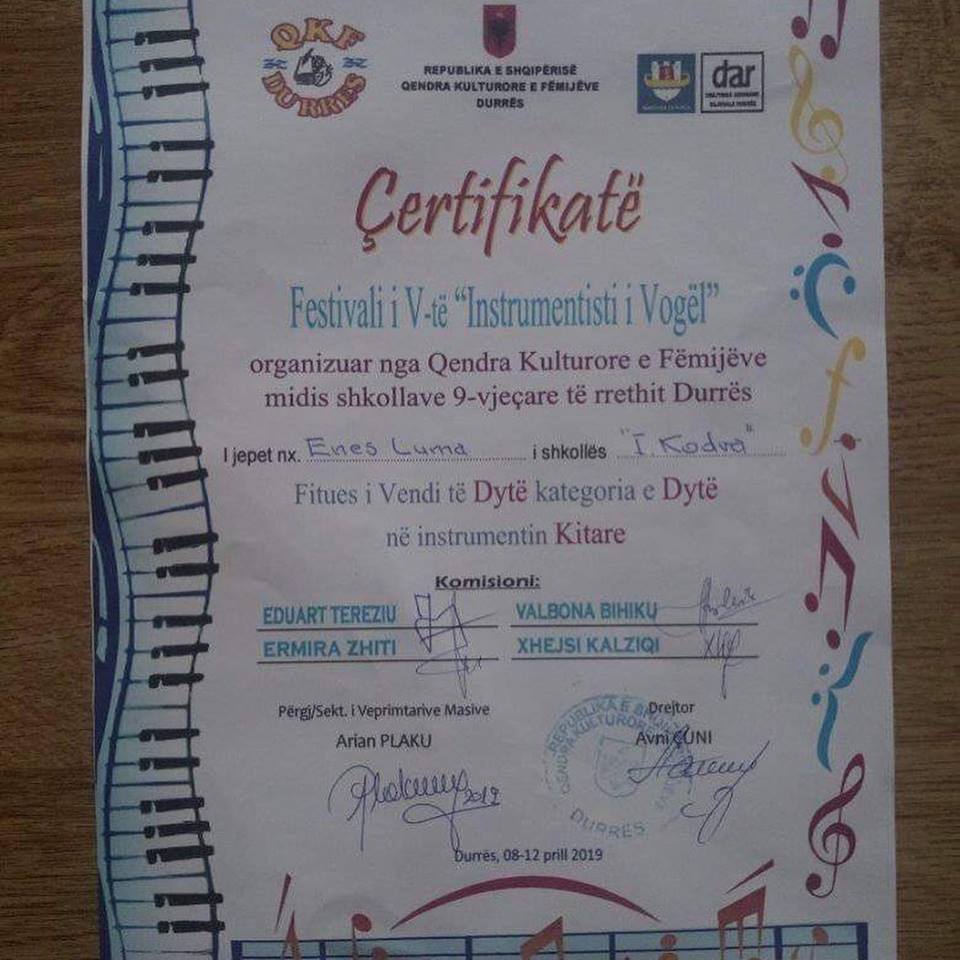 QKF
DURRËS
REPUBLIKA E SHQIPËRISË
QENDRA KULTURORE E FËMIJËVE
DURRËS
dar
Çertifikatë
Festivali i V-të “Instrumentisti i Vogël”
organizuar nga Qendra Kulturore e Fëmijëve
midis shkollave 9-vjeçare të rrethit Durrës
I jepet nx. Enes Luma i shkollës "I. Kodra"
Fitues i Vendi të Dytë kategoria e Dytë
në instrumentin Kitare
Komisioni:
EDUART TEREZIU VALBONA BIHIKU
ERMIRA ZHITI XHEJSI KALZIQI
Përgj/Sekt. i Veprimtarive Masive Drejtor
Arian PLAKU Avni ÇUNI
2019
DURRËS
Durrës, 08-12 prill 2019